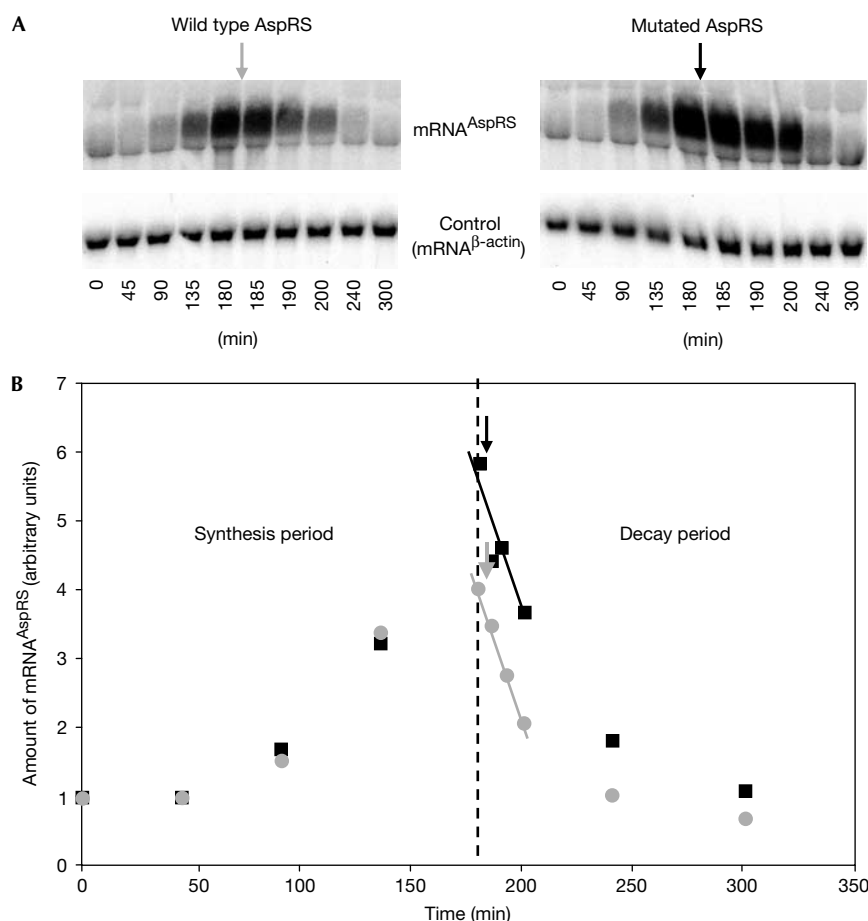 A
Wild type AspRS
Mutated AspRS
mRNA^AspRS
Control
(mRNA^β-actin)
0 45 90 135 180 185 190 200 240 300
0 45 90 135 180 185 190 200 240 300
(min)
(min)
B
7
6
5
4
3
2
1
0
Amount of mRNA^AspRS (arbitrary units)
Synthesis period
Decay period
0 50 100 150 200 250 300 350
Time (min)